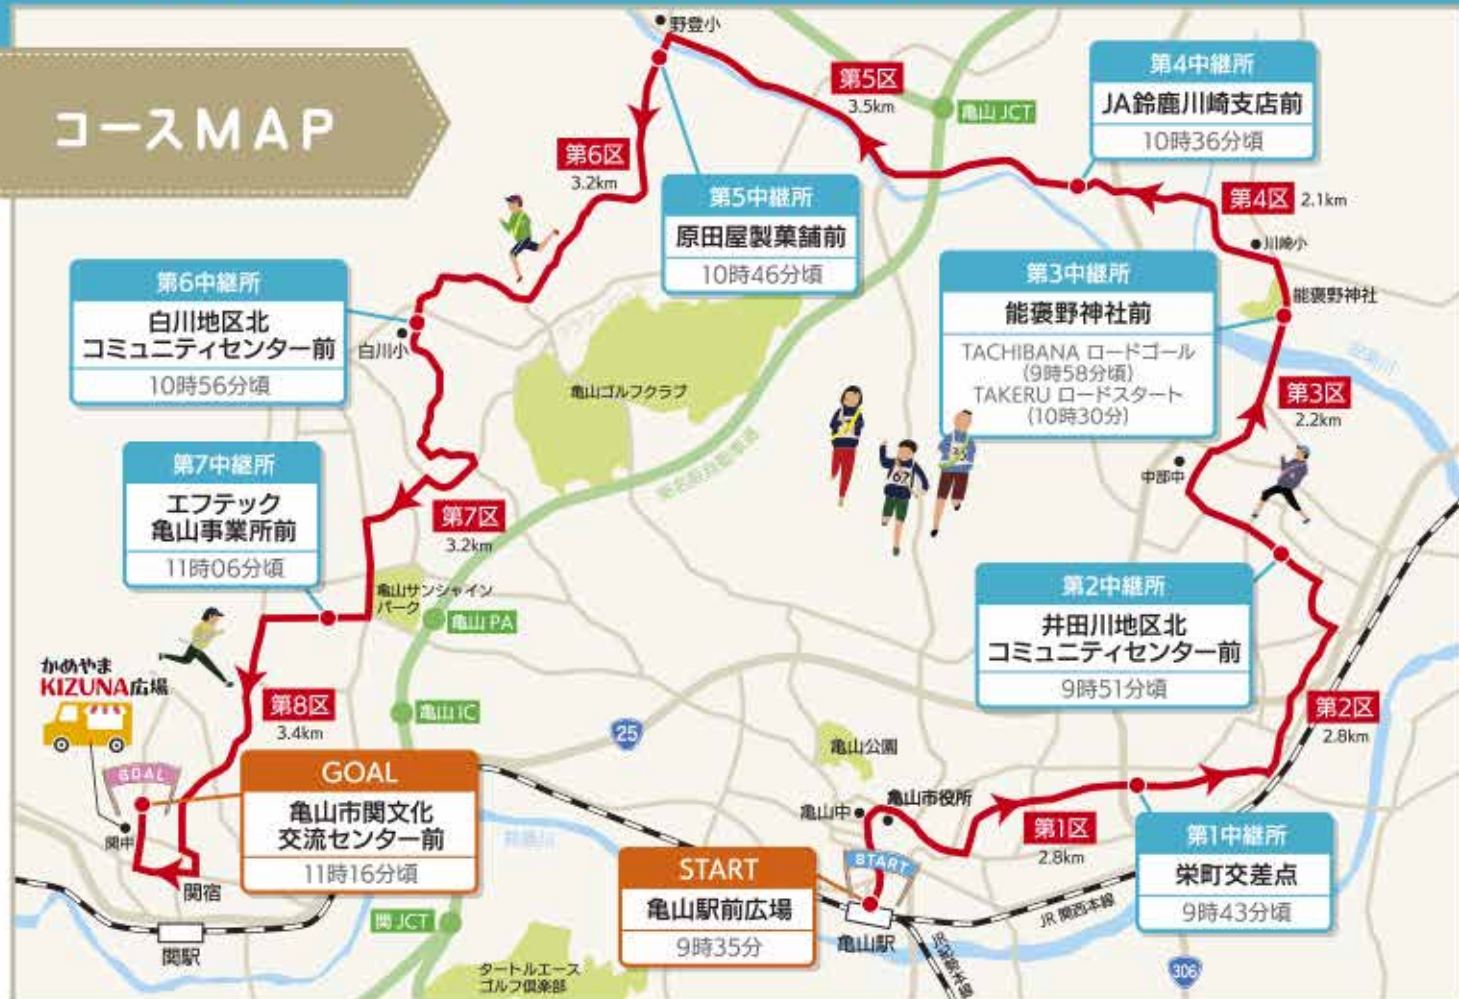 コースMAP
野登小
第5区
3.5km
亀山JCT
第4中継所
JA鈴鹿川崎支店前
10時36分頃
第6区
3.2km
第5中継所
原田屋製菓舗前
10時46分頃
第4区 2.1km
川崎小
第3中継所
能褒野神社前
TACHIBANA ロードゴール
(9時58分頃)
TAKERU ロードスタート
(10時30分)
能褒野神社
第6中継所
白川地区北
コミュニティセンター前
10時56分頃
白川小
亀山ゴルフクラブ
東名阪自動車道
第3区
2.2km
中部中
第7中継所
エフテック
亀山事業所前
11時06分頃
第7区
3.2km
亀山サンシャイン
パーク
亀山PA
第2中継所
井田川地区北
コミュニティセンター前
9時51分頃
かめやま
KIZUNA広場
第8区
3.4km
亀山IC
25
第2区
2.8km
亀山公園
GOAL
関中
GOAL
亀山市関文化
交流センター前
11時16分頃
関宿
関駅
亀山中
亀山市役所
START
第1区
2.8km
START
亀山駅前広場
9時35分
亀山駅
JR関西本線
第1中継所
栄町交差点
9時43分頃
関JCT
タートルエース
ゴルフ倶楽部
306
67